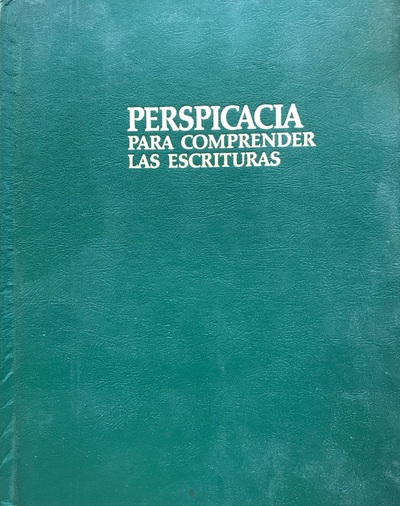 PERSPICACIA
PARA COMPRENDER
LAS ESCRITURAS